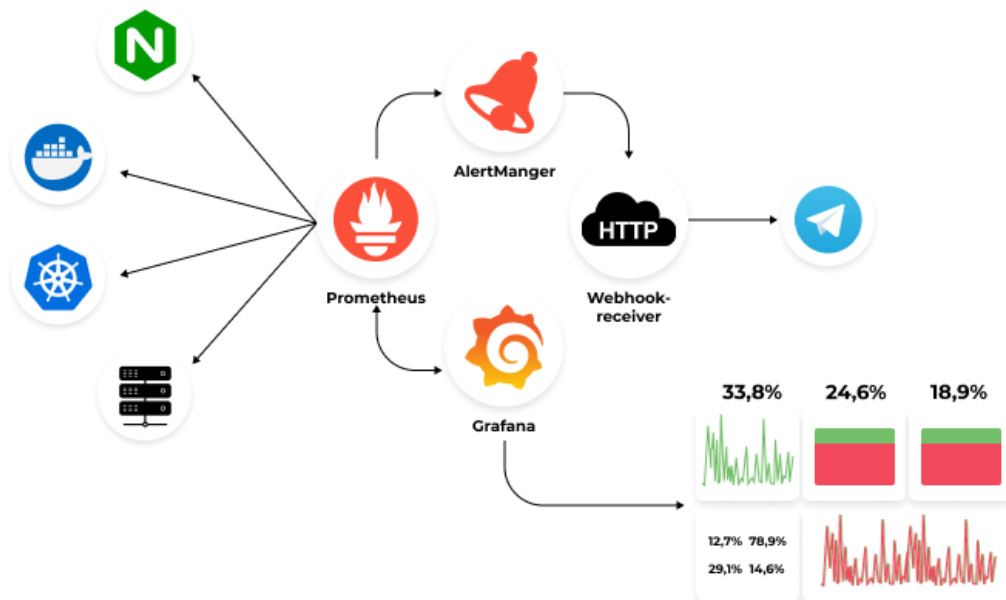 N
AlertManger
HTTP
Prometheus
Webhook-
receiver
Grafana
33,8% 24,6% 18,9%
12,7% 78,9%
29,1% 14,6%